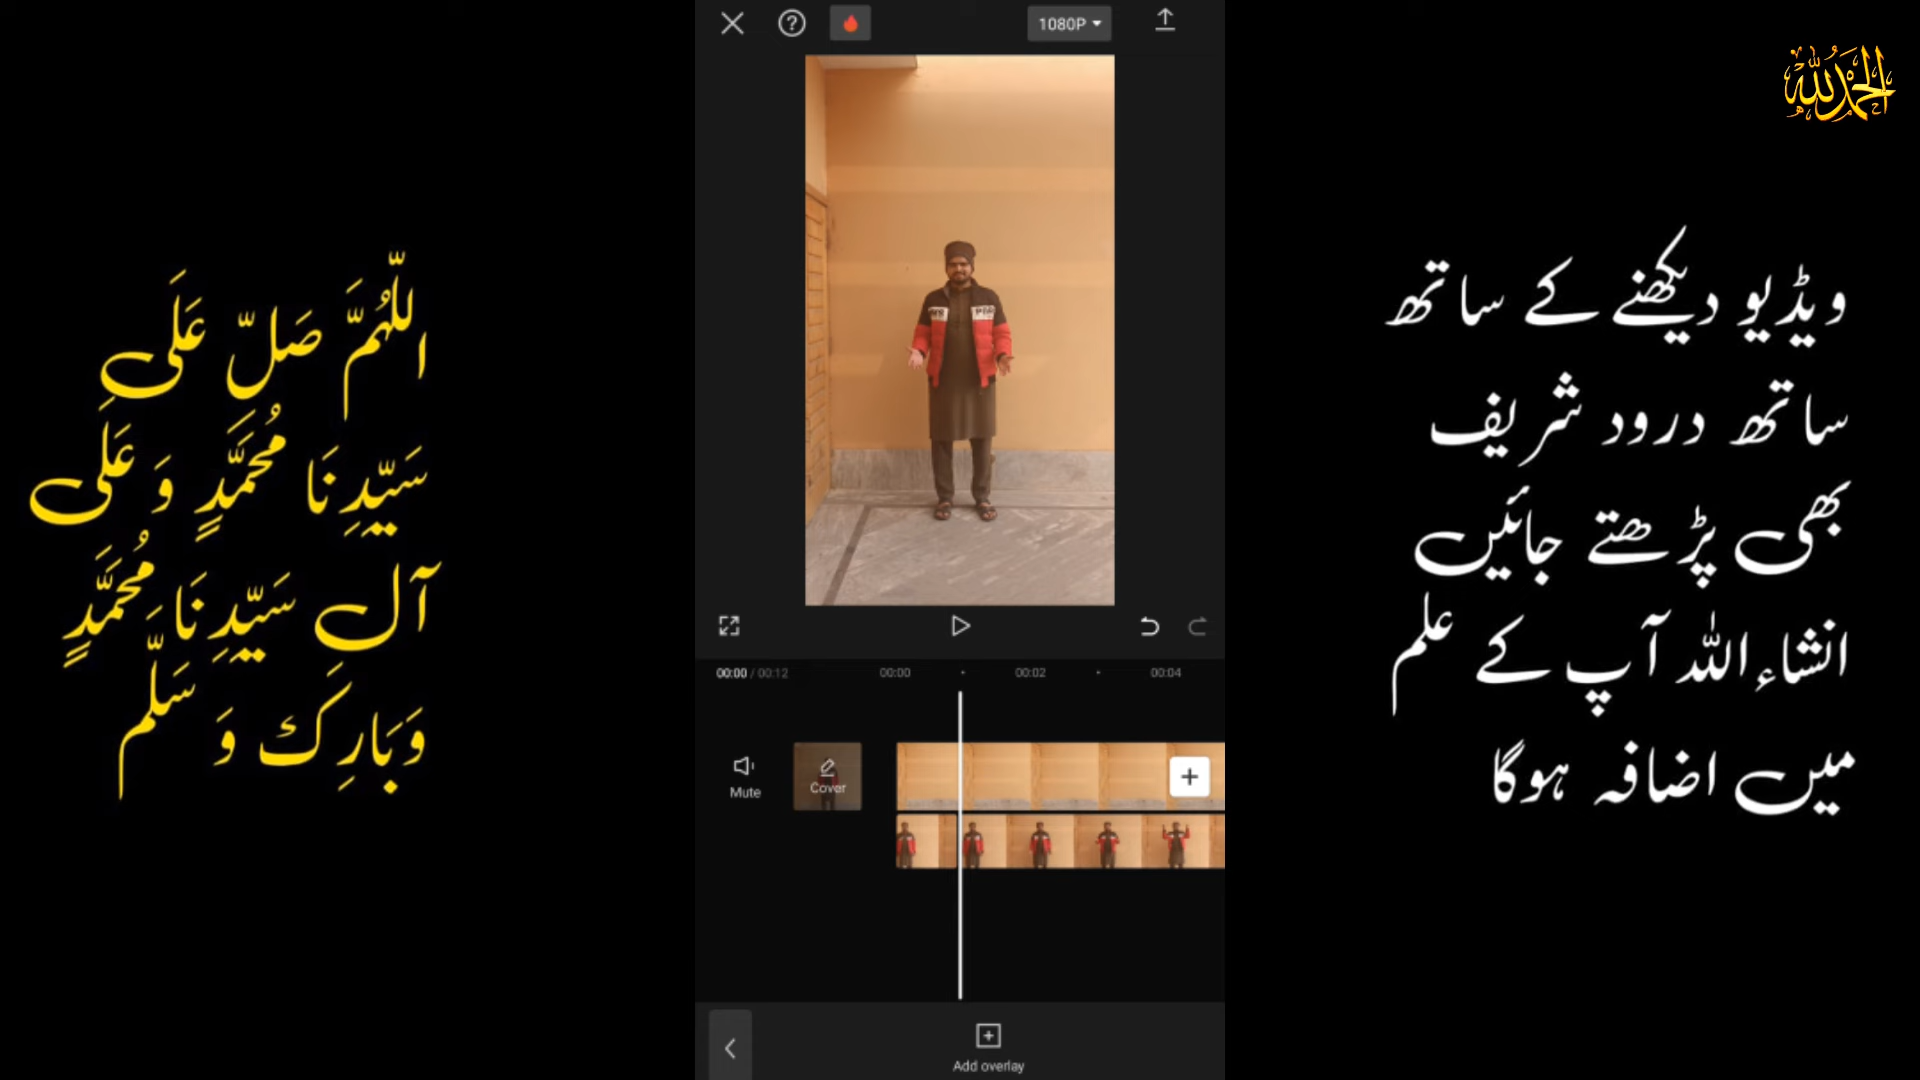 الحمدللہ
اللّٰهُمَّ صَلِّ عَلَى
سَيِّدِنَا مُحَمَّدٍ وَ عَلَى
آلِ سَيِّدِنَا مُحَمَّدٍ
وَبَارِكَ وَ سَلَّم
ویڈیو دیکھنے کے ساتھ
ساتھ درود شریف
بھی پڑھتے جائیں
انشاءاللہ آپ کے علم
میں اضافہ ہوگا
1080P
00:00 / 00:12 00:00 00:02 00:04
Mute
Cover
Add overlay